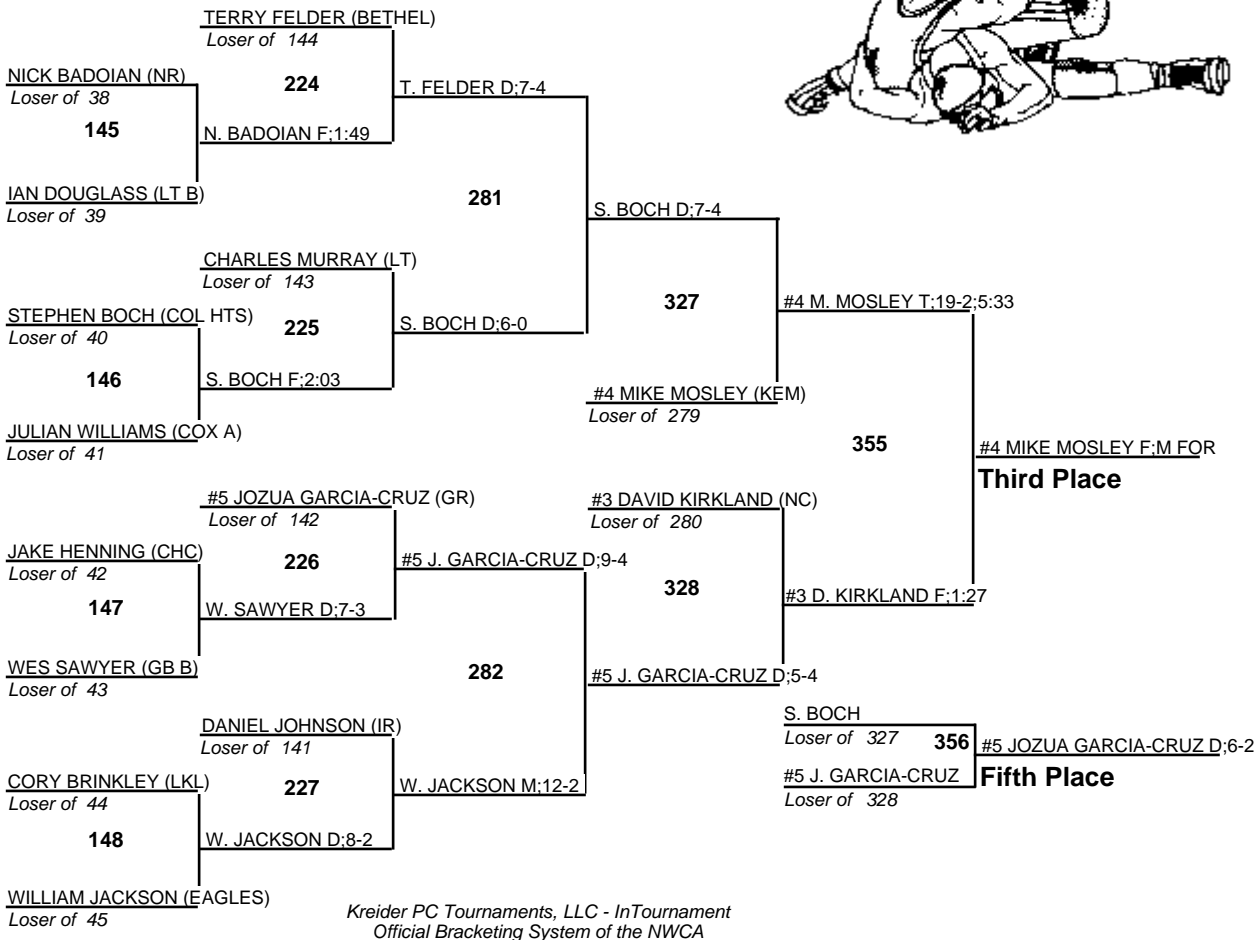 TERRY FELDER (BETHEL)
Loser of 144
NICK BADOIAN (NR)
Loser of 38
224
T. FELDER D;7-4
145
N. BADOIAN F;1:49
IAN DOUGLASS (LT B)
Loser of 39
281
S. BOCH D;7-4
CHARLES MURRAY (LT)
Loser of 143
STEPHEN BOCH (COL HTS)
Loser of 40
225
S. BOCH D;6-0
327
#4 M. MOSLEY T;19-2;5:33
146
S. BOCH F;2:03
#4 MIKE MOSLEY (KEM)
Loser of 279
JULIAN WILLIAMS (COX A)
Loser of 41
355
#4 MIKE MOSLEY F;M FOR
Third Place
#5 JOZUA GARCIA-CRUZ (GR)
Loser of 142
#3 DAVID KIRKLAND (NC)
Loser of 280
JAKE HENNING (CHC)
Loser of 42
226
#5 J. GARCIA-CRUZ D;9-4
328
#3 D. KIRKLAND F;1:27
147
W. SAWYER D;7-3
WES SAWYER (GB B)
Loser of 43
282
#5 J. GARCIA-CRUZ D;5-4
DANIEL JOHNSON (IR)
Loser of 141
S. BOCH
Loser of 327
356
#5 JOZUA GARCIA-CRUZ D;6-2
Fifth Place
#5 J. GARCIA-CRUZ
Loser of 328
CORY BRINKLEY (LKL)
Loser of 44
227
W. JACKSON M;12-2
148
W. JACKSON D;8-2
WILLIAM JACKSON (EAGLES)
Loser of 45
Kreider PC Tournaments, LLC - InTournament
Official Bracketing System of the NWCA